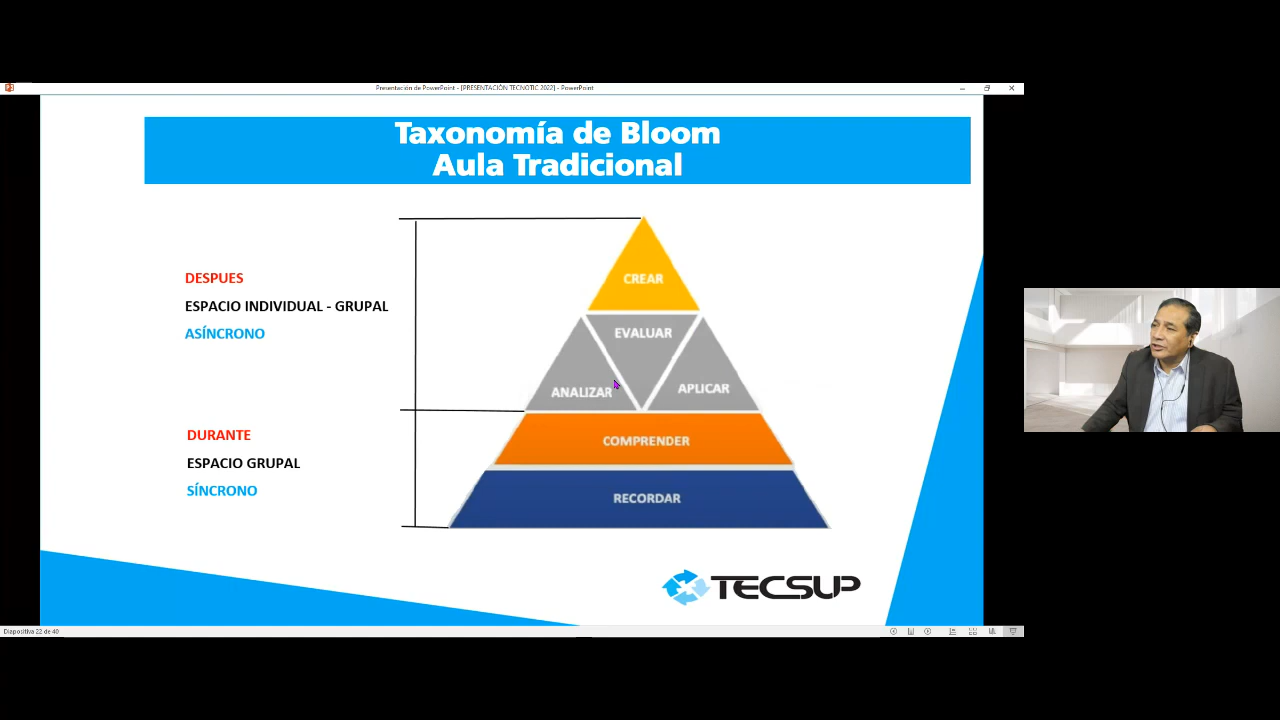 Presentación de PowerPoint - [PRESENTACIÓN TECNOTIC 2022] - PowerPoint
Taxonomía de Bloom
Aula Tradicional
DESPUES
ESPACIO INDIVIDUAL - GRUPAL
ASÍNCRONO
DURANTE
ESPACIO GRUPAL
SÍNCRONO
CREAR
EVALUAR
ANALIZAR
APLICAR
COMPRENDER
RECORDAR
TECSUP
Diapositiva 22 de 40